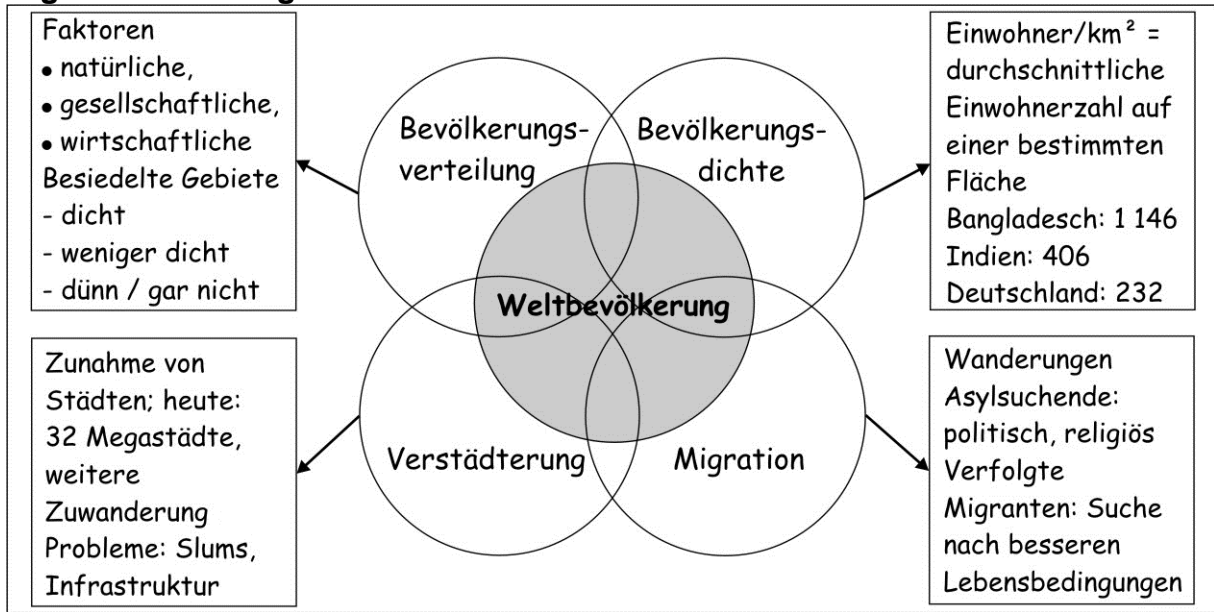 Faktoren
• natürliche,
• gesellschaftliche,
• wirtschaftliche
Besiedelte Gebiete
- dicht
- weniger dicht
- dünn / gar nicht
Bevölkerungs-
verteilung
Bevölkerungs-
dichte
Einwohner/km² =
durchschnittliche
Einwohnerzahl auf
einer bestimmten
Fläche
Bangladesch: 1 146
Indien: 406
Deutschland: 232
Weltbevölkerung
Zunahme von
Städten; heute:
32 Megastädte,
weitere
Zuwanderung
Probleme: Slums,
Infrastruktur
Verstädterung
Migration
Wanderungen
Asylsuchende:
politisch, religiös
Verfolgte
Migranten: Suche
nach besseren
Lebensbedingungen